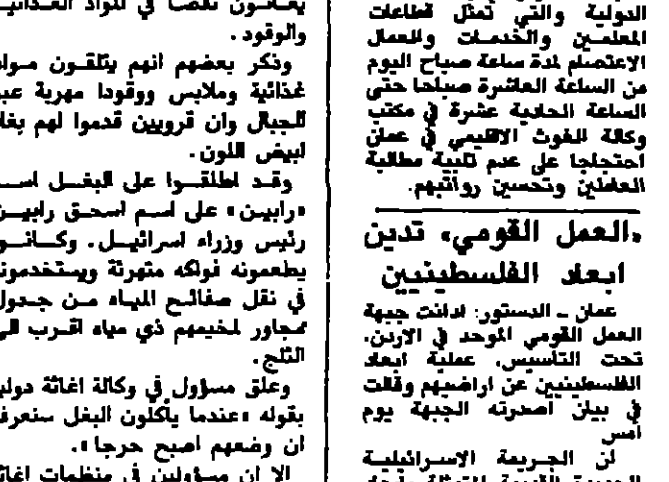 الدولية والتي تمثل قطاعات
المعلمين والخدمات والعمال
الاعتصام لمدة ساعة صباح اليوم
من الساعة العاشرة صباحا حتى
الساعة الحادية عشرة في مكتب
وكالة الغوث الاقليمي في عمان
احتجاجا على عدم تلبية مطالبة
العاملين وتحسين رواتبهم.
«العمل القومي» تدين
ابعاد الفلسطينيين
عمان ـ الدستور: ادانت جبهة
العمل القومي الموحد في الاردن،
تحت التأسيس، عملية ابعاد
الفلسطينيين عن اراضيهم وقالت
في بيان اصدرته الجبهة يوم
أمس
ان الجريمة الاسرائيلية
يعانون نقصا في المواد الغذائية
والوقود.
وذكر بعضهم انهم يتلقون مواد
غذائية وملابس ووقودا مهربة عبر
الجبال وان قرويين قدموا لهم بغلا
ابيض اللون.
وقد اطلقوا على البغل اسم
«رابين» على اسم اسحق رابين
رئيس وزراء اسرائيل. وكانوا
يطعمونه فواكه متهرئة ويستخدمونه
في نقل صفائح المياه من جدول
مجاور لمخيمهم ذي مياه اقرب الى
الثلج.
وعلق مسؤول في وكالة اغاثة دولية
بقوله «عندما يأكلون البغل سنعرف
ان وضعهم اصبح حرجا».
الا ان مسؤولين في منظمات اغاثة